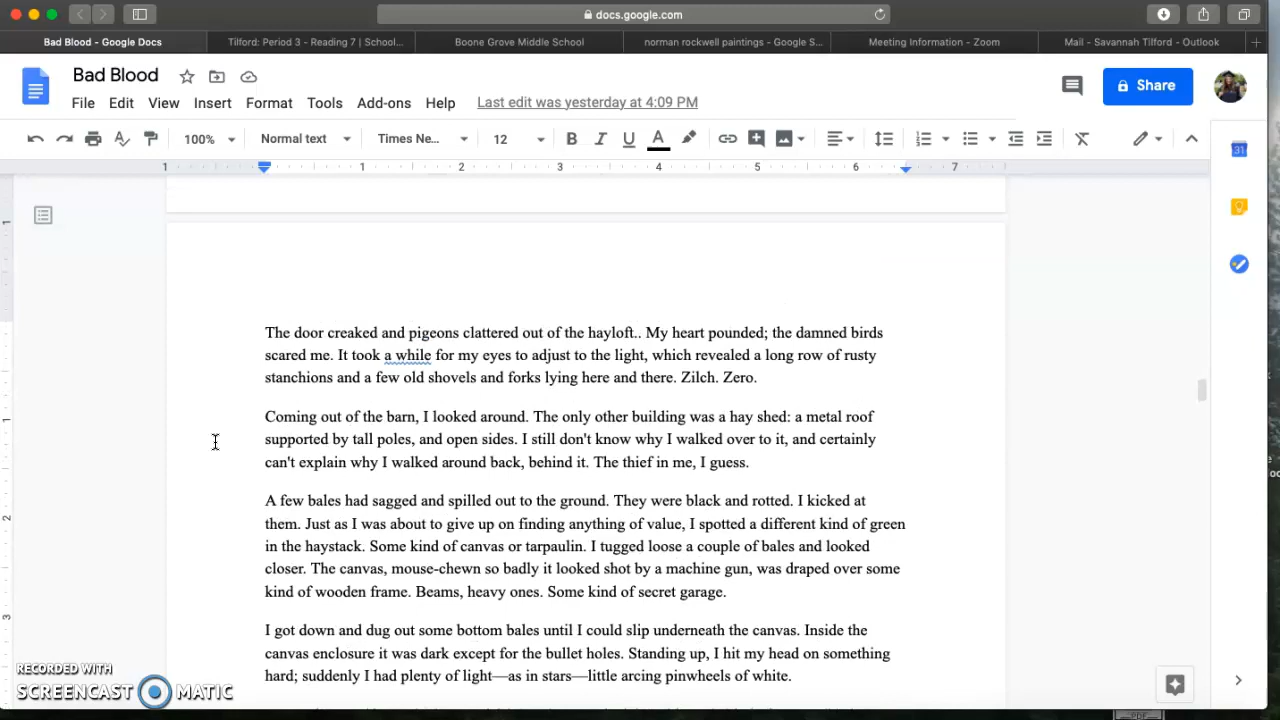 docs.google.com
Bad Blood - Google Docs
Tilford: Period 3 - Reading 7 | School...
Boone Grove Middle School
norman rockwell paintings - Google S...
Meeting Information - Zoom
Mail - Savannah Tilford - Outlook
Bad Blood
Share
File Edit View Insert Format Tools Add-ons Help Last edit was yesterday at 4:09 PM
100% Normal text Times Ne... 12
1 1 2 3 4 5 6 7
31
1
The door creaked and pigeons clattered out of the hayloft.. My heart pounded; the damned birds
scared me. It took a while for my eyes to adjust to the light, which revealed a long row of rusty
stanchions and a few old shovels and forks lying here and there. Zilch. Zero.
Coming out of the barn, I looked around. The only other building was a hay shed: a metal roof
supported by tall poles, and open sides. I still don't know why I walked over to it, and certainly
can't explain why I walked around back, behind it. The thief in me, I guess.
A few bales had sagged and spilled out to the ground. They were black and rotted. I kicked at
them. Just as I was about to give up on finding anything of value, I spotted a different kind of green
in the haystack. Some kind of canvas or tarpaulin. I tugged loose a couple of bales and looked
closer. The canvas, mouse-chewn so badly it looked shot by a machine gun, was draped over some
kind of wooden frame. Beams, heavy ones. Some kind of secret garage.
I got down and dug out some bottom bales until I could slip underneath the canvas. Inside the
canvas enclosure it was dark except for the bullet holes. Standing up, I hit my head on something
hard; suddenly I had plenty of light—as in stars—little arcing pinwheels of white.
1
2
3
RECORDED WITH
SCREENCAST MATIC